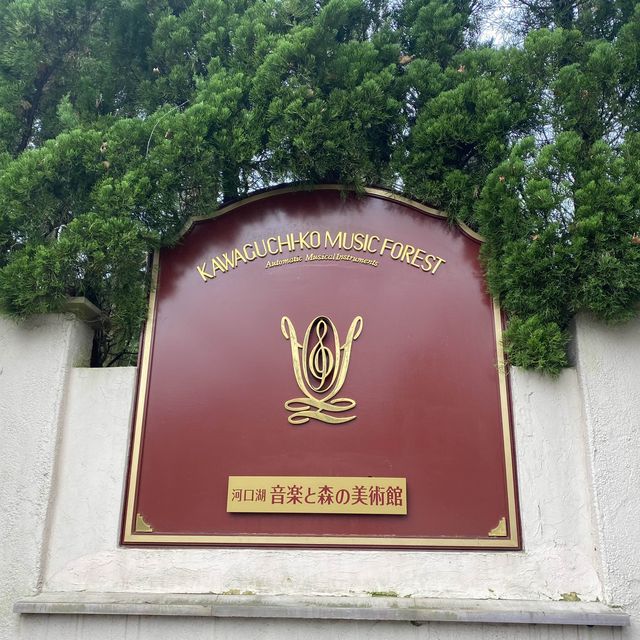 KAWAGUCHI-KO MUSIC FOREST
Automatic Musical Instruments
河口湖 音楽と森の美術館